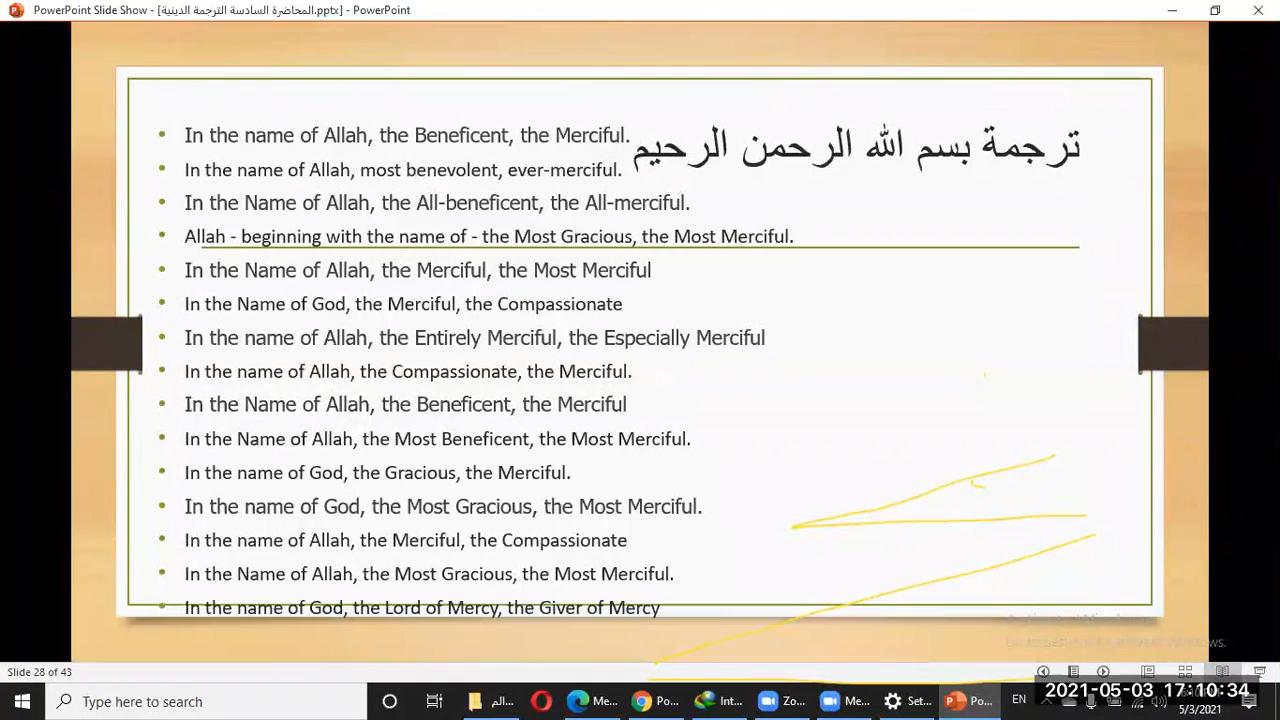 PowerPoint Slide Show - [المحاضرة السادسة الترجمة الدينية.pptx] - PowerPoint
ترجمة بسم الله الرحمن الرحيم
In the name of Allah, the Beneficent, the Merciful.
In the name of Allah, most benevolent, ever-merciful.
In the Name of Allah, the All-beneficent, the All-merciful.
Allah - beginning with the name of - the Most Gracious, the Most Merciful.
In the Name of Allah, the Merciful, the Most Merciful
In the Name of God, the Merciful, the Compassionate
In the name of Allah, the Entirely Merciful, the Especially Merciful
In the name of Allah, the Compassionate, the Merciful.
In the Name of Allah, the Beneficent, the Merciful
In the Name of Allah, the Most Beneficent, the Most Merciful.
In the name of God, the Gracious, the Merciful.
In the name of God, the Most Gracious, the Most Merciful.
In the name of Allah, the Merciful, the Compassionate
In the Name of Allah, the Most Gracious, the Most Merciful.
In the name of God, the Lord of Mercy, the Giver of Mercy
Slide 28 of 43
Type here to search
...الم
Me...
Po...
Int...
Zo...
Me...
Set...
Po...
EN
2021-05-03 17:10:34
5/3/2021